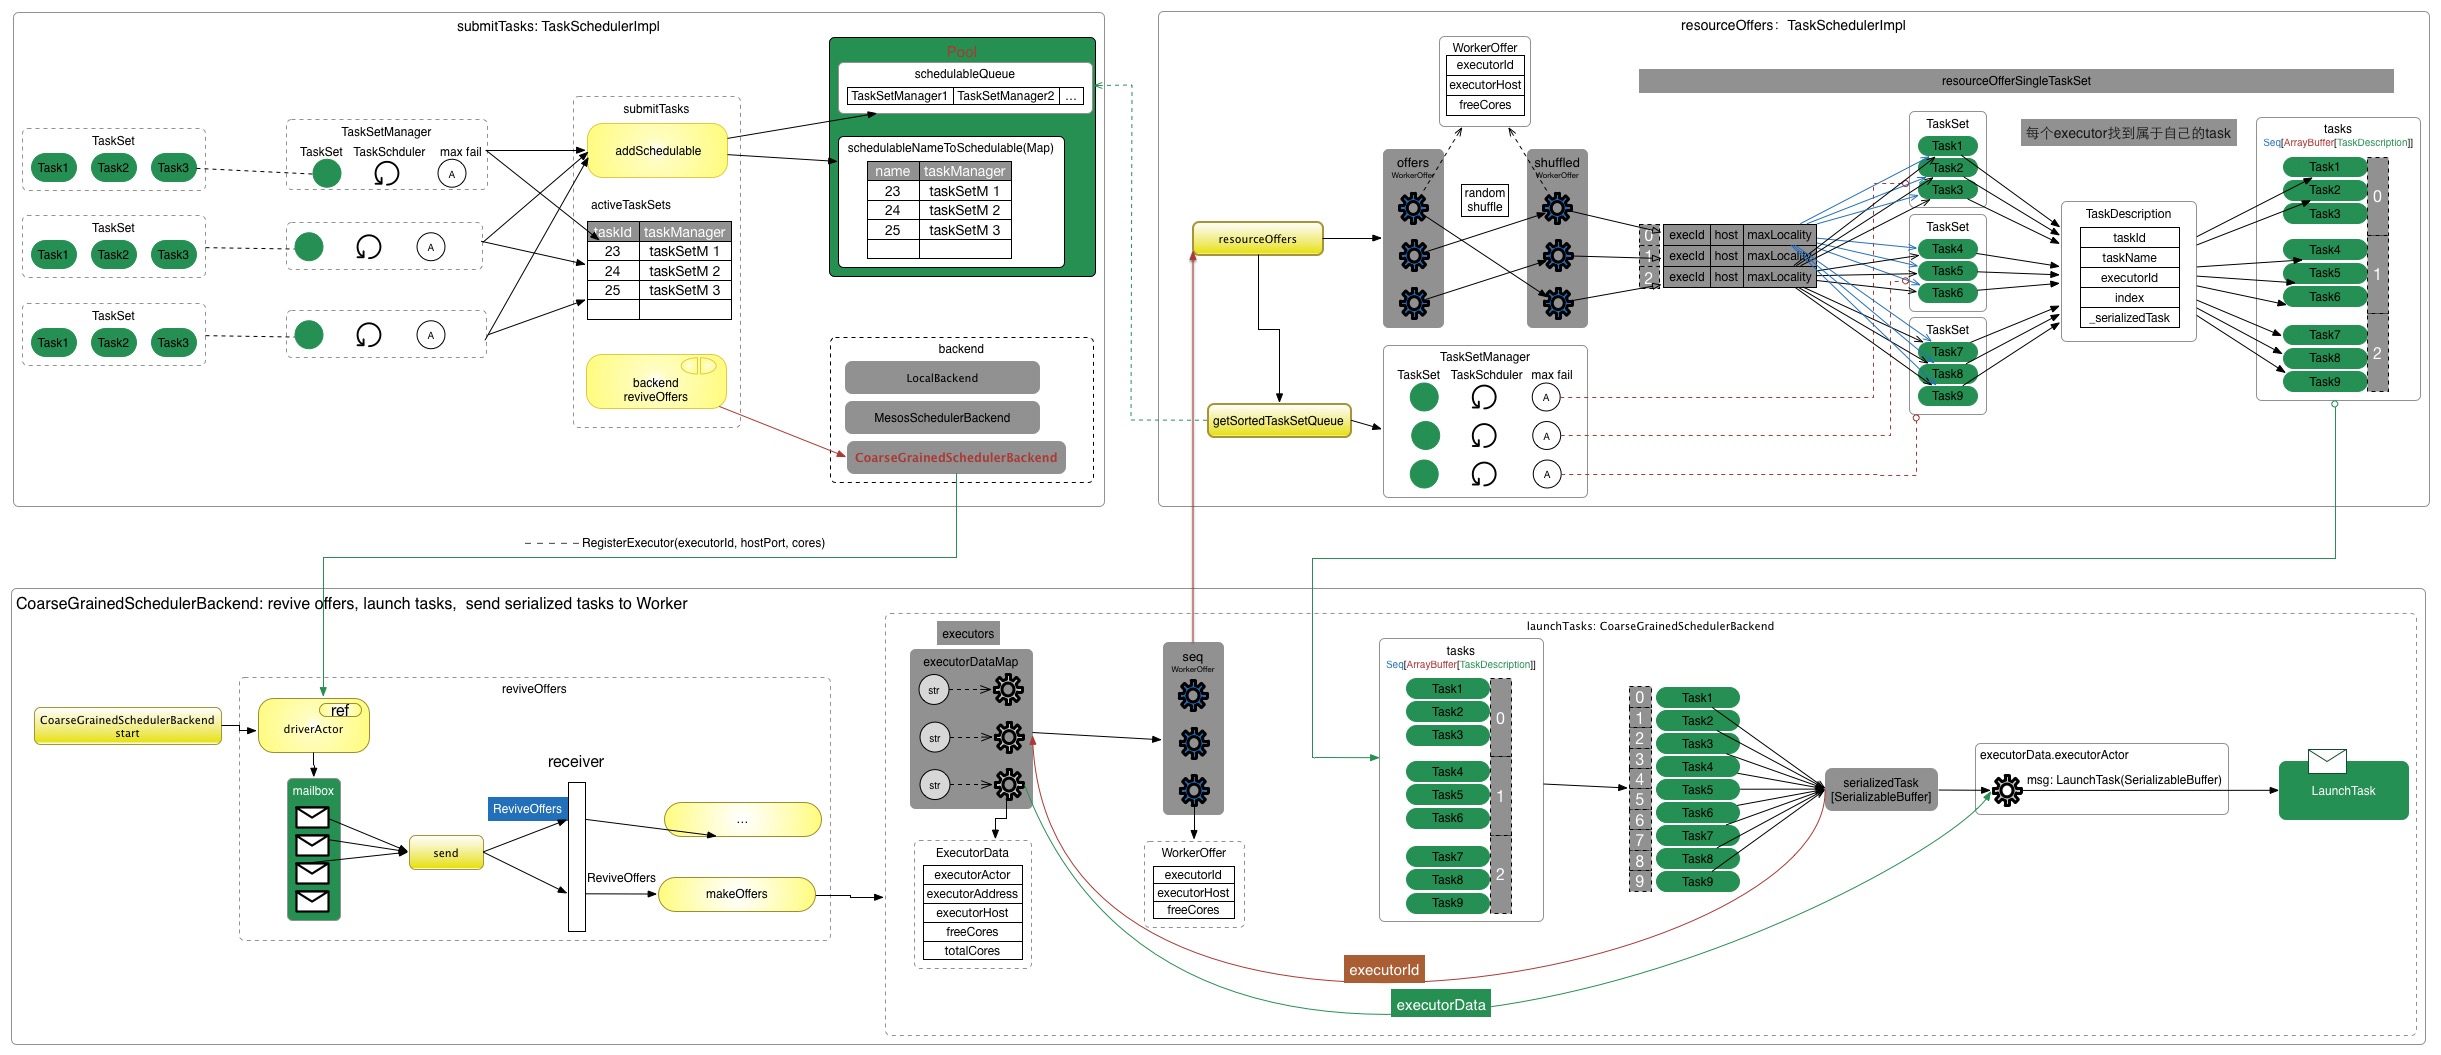 submitTasks: TaskSchedulerImpl
TaskSet
Task1 Task2 Task3
TaskSet
Task1 Task2 Task3
TaskSet
Task1 Task2 Task3
TaskSetManager
TaskSet TaskSchduler max fail
A
A
A
submitTasks
addSchedulable
activeTaskSets
taskId taskManager
23 taskSetM 1
24 taskSetM 2
25 taskSetM 3
backend
reviveOffers
Pool
schedulableQueue
TaskSetManager1 TaskSetManager2 ...
schedulableNameToSchedulable(Map)
name taskManager
23 taskSetM 1
24 taskSetM 2
25 taskSetM 3
backend
LocalBackend
MesosSchedulerBackend
CoarseGrainedSchedulerBackend
RegisterExecutor(executorId, hostPort, cores)
resourceOffers: TaskSchedulerImpl
WorkerOffer
executorId
executorHost
freeCores
resourceOfferSingleTaskSet
resourceOffers
getSortedTaskSetQueue
offers
WorkerOffer
random
shuffle
shuffled
WorkerOffer
0 execId host maxLocality
1 execId host maxLocality
2 execId host maxLocality
TaskSetManager
TaskSet TaskSchduler max fail
A
A
A
TaskSet
Task1
Task2
Task3
TaskSet
Task4
Task5
Task6
TaskSet
Task7
Task8
Task9
每个executor找到属于自己的task
TaskDescription
taskId
taskName
executorId
index
_serializedTask
tasks
Seq[ArrayBuffer[TaskDescription]]
Task1
Task2
Task3
0
Task4
Task5
Task6
1
Task7
Task8
Task9
2
CoarseGrainedSchedulerBackend: revive offers, launch tasks, send serialized tasks to Worker
CoarseGrainedSchedulerBackend
start
reviveOffers
ref
driverActor
mailbox
send
receiver
ReviveOffers
...
ReviveOffers
makeOffers
launchTasks: CoarseGrainedSchedulerBackend
executors
executorDataMap
str
str
str
ExecutorData
executorActor
executorAddress
executorHost
freeCores
totalCores
seq
WorkerOffer
WorkerOffer
executorId
executorHost
freeCores
tasks
Seq[ArrayBuffer[TaskDescription]]
Task1
Task2
Task3
0
Task4
Task5
Task6
1
Task7
Task8
Task9
2
0
1
2
3
4
5
6
7
8
9
Task1
Task2
Task3
Task4
Task5
Task6
Task7
Task8
Task9
serializedTask
[SerializableBuffer]
executorData.executorActor
msg: LaunchTask(SerializableBuffer)
LaunchTask
executorId
executorData